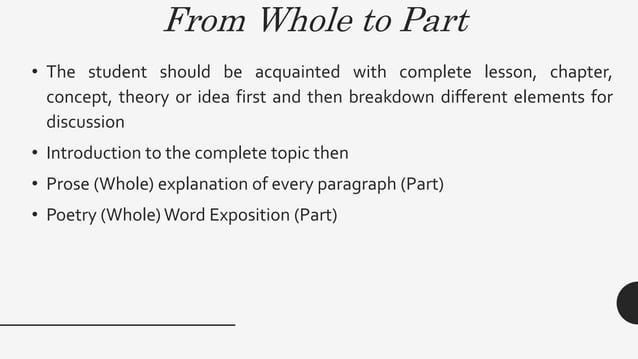 From Whole to Part
• The student should be acquainted with complete lesson, chapter,
concept, theory or idea first and then breakdown different elements for
discussion
• Introduction to the complete topic then
• Prose (Whole) explanation of every paragraph (Part)
• Poetry (Whole) Word Exposition (Part)